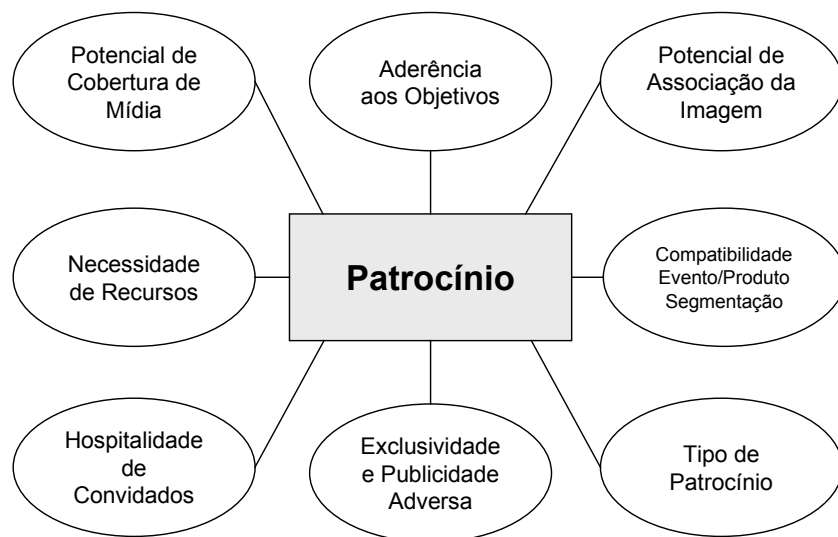 Potencial de
Cobertura de
Mídia
Aderência
aos Objetivos
Potencial de
Associação da
Imagem
Necessidade
de Recursos
Patrocínio
Compatibilidade
Evento/Produto
Segmentação
Hospitalidade
de
Convidados
Exclusividade
e Publicidade
Adversa
Tipo de
Patrocínio